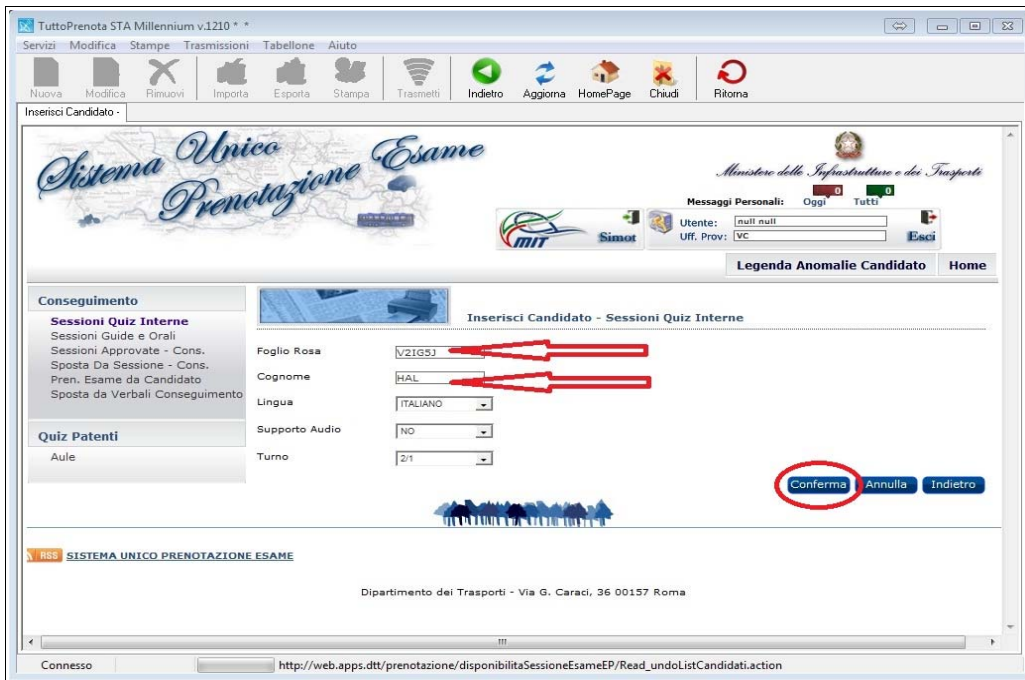 TuttoPrenota STA Millennium v.1210 * *
Servizi Modifica Stampe Trasmissioni Tabellone Aiuto
Nuova Modifica Rimuovi Importa Esporta Stampa Trasmetti Indietro Aggiorna HomePage Chiudi Ritorna
Inserisci Candidato -
Sistema Unico Prenotazione Esame
Ministero delle Infrastrutture e dei Trasporti
Messaggi Personali: Oggi 0 Tutti 0
MIT Simot
Utente: null null
Uff. Prov: VC
Esci
Legenda Anomalie Candidato Home
Conseguimento
Sessioni Quiz Interne
Sessioni Guide e Orali
Sessioni Approvate - Cons.
Sposta Da Sessione - Cons.
Pren. Esame da Candidato
Sposta da Verbali Conseguimento
Quiz Patenti
Aule
Inserisci Candidato - Sessioni Quiz Interne
Foglio Rosa V2IG5J
Cognome HAL
Lingua ITALIANO
Supporto Audio NO
Turno 2/1
Conferma Annulla Indietro
RSS SISTEMA UNICO PRENOTAZIONE ESAME
Dipartimento dei Trasporti - Via G. Caraci, 36 00157 Roma
Connesso http://web.apps.dtt/prenotazione/disponibilitaSessioneEsameEP/Read_undoListCandidati.action